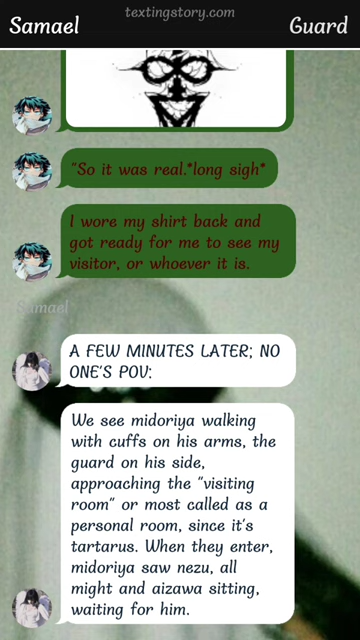 textingstory.com
Samael
Guard
"So it was real.*long sigh*
I wore my shirt back and
got ready for me to see my
visitor, or whoever it is.
Samael
A FEW MINUTES LATER; NO
ONE'S POV:
We see midoriya walking
with cuffs on his arms, the
guard on his side,
approaching the "visiting
room" or most called as a
personal room, since it's
tartarus. When they enter,
midoriya saw nezu, all
might and aizawa sitting,
waiting for him.